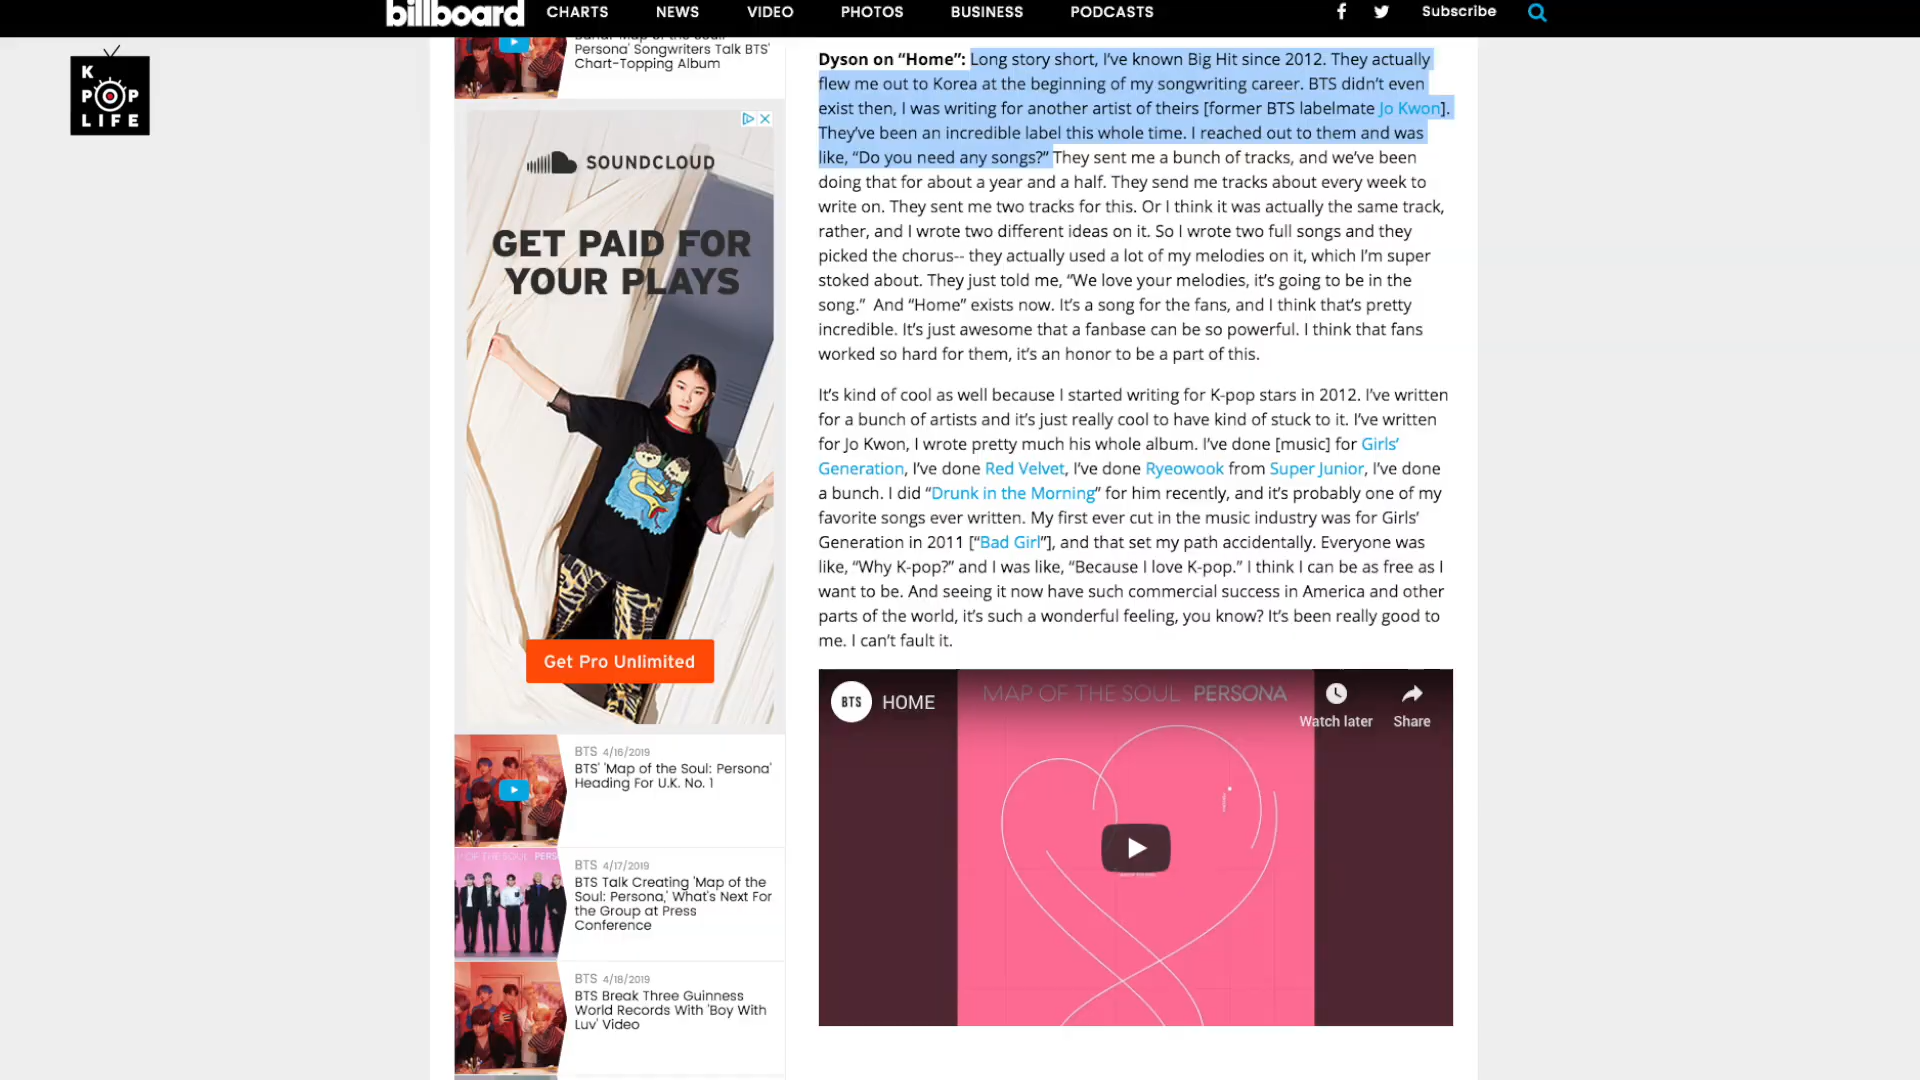 billboard CHARTS NEWS VIDEO PHOTOS BUSINESS PODCASTS Subscribe
K
POP
LIFE
Persona' Songwriters Talk BTS'
Chart-Topping Album
SOUNDCLOUD
GET PAID FOR
YOUR PLAYS
Get Pro Unlimited
BTS 4/16/2019
BTS' 'Map of the Soul: Persona'
Heading For U.K. No. 1
BTS 4/17/2019
BTS Talk Creating 'Map of the
Soul: Persona,' What's Next For
the Group at Press
Conference
BTS 4/18/2019
BTS Break Three Guinness
World Records With 'Boy With
Luv' Video
Dyson on “Home”: Long story short, I’ve known Big Hit since 2012. They actually
flew me out to Korea at the beginning of my songwriting career. BTS didn’t even
exist then, I was writing for another artist of theirs [former BTS labelmate Jo Kwon].
They’ve been an incredible label this whole time. I reached out to them and was
like, “Do you need any songs?” They sent me a bunch of tracks, and we’ve been
doing that for about a year and a half. They send me tracks about every week to
write on. They sent me two tracks for this. Or I think it was actually the same track,
rather, and I wrote two different ideas on it. So I wrote two full songs and they
picked the chorus-- they actually used a lot of my melodies on it, which I’m super
stoked about. They just told me, “We love your melodies, it’s going to be in the
song.” And “Home” exists now. It’s a song for the fans, and I think that’s pretty
incredible. It’s just awesome that a fanbase can be so powerful. I think that fans
worked so hard for them, it’s an honor to be a part of this.
It’s kind of cool as well because I started writing for K-pop stars in 2012. I’ve written
for a bunch of artists and it’s just really cool to have kind of stuck to it. I’ve written
for Jo Kwon, I wrote pretty much his whole album. I’ve done [music] for Girls’
Generation, I’ve done Red Velvet, I’ve done Ryeowook from Super Junior, I’ve done
a bunch. I did “Drunk in the Morning” for him recently, and it’s probably one of my
favorite songs ever written. My first ever cut in the music industry was for Girls’
Generation in 2011 [“Bad Girl”], and that set my path accidentally. Everyone was
like, “Why K-pop?” and I was like, “Because I love K-pop.” I think I can be as free as I
want to be. And seeing it now have such commercial success in America and other
parts of the world, it’s such a wonderful feeling, you know? It’s been really good to
me. I can’t fault it.
BTS HOME
MAP OF THE SOUL PERSONA
Watch later Share